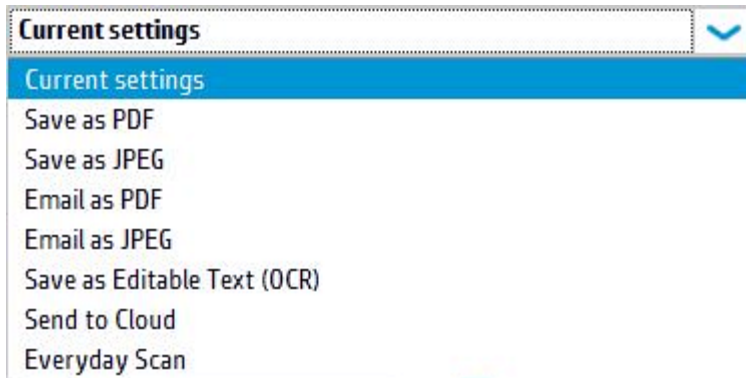 Current settings
Current settings
Save as PDF
Save as JPEG
Email as PDF
Email as JPEG
Save as Editable Text (OCR)
Send to Cloud
Everyday Scan